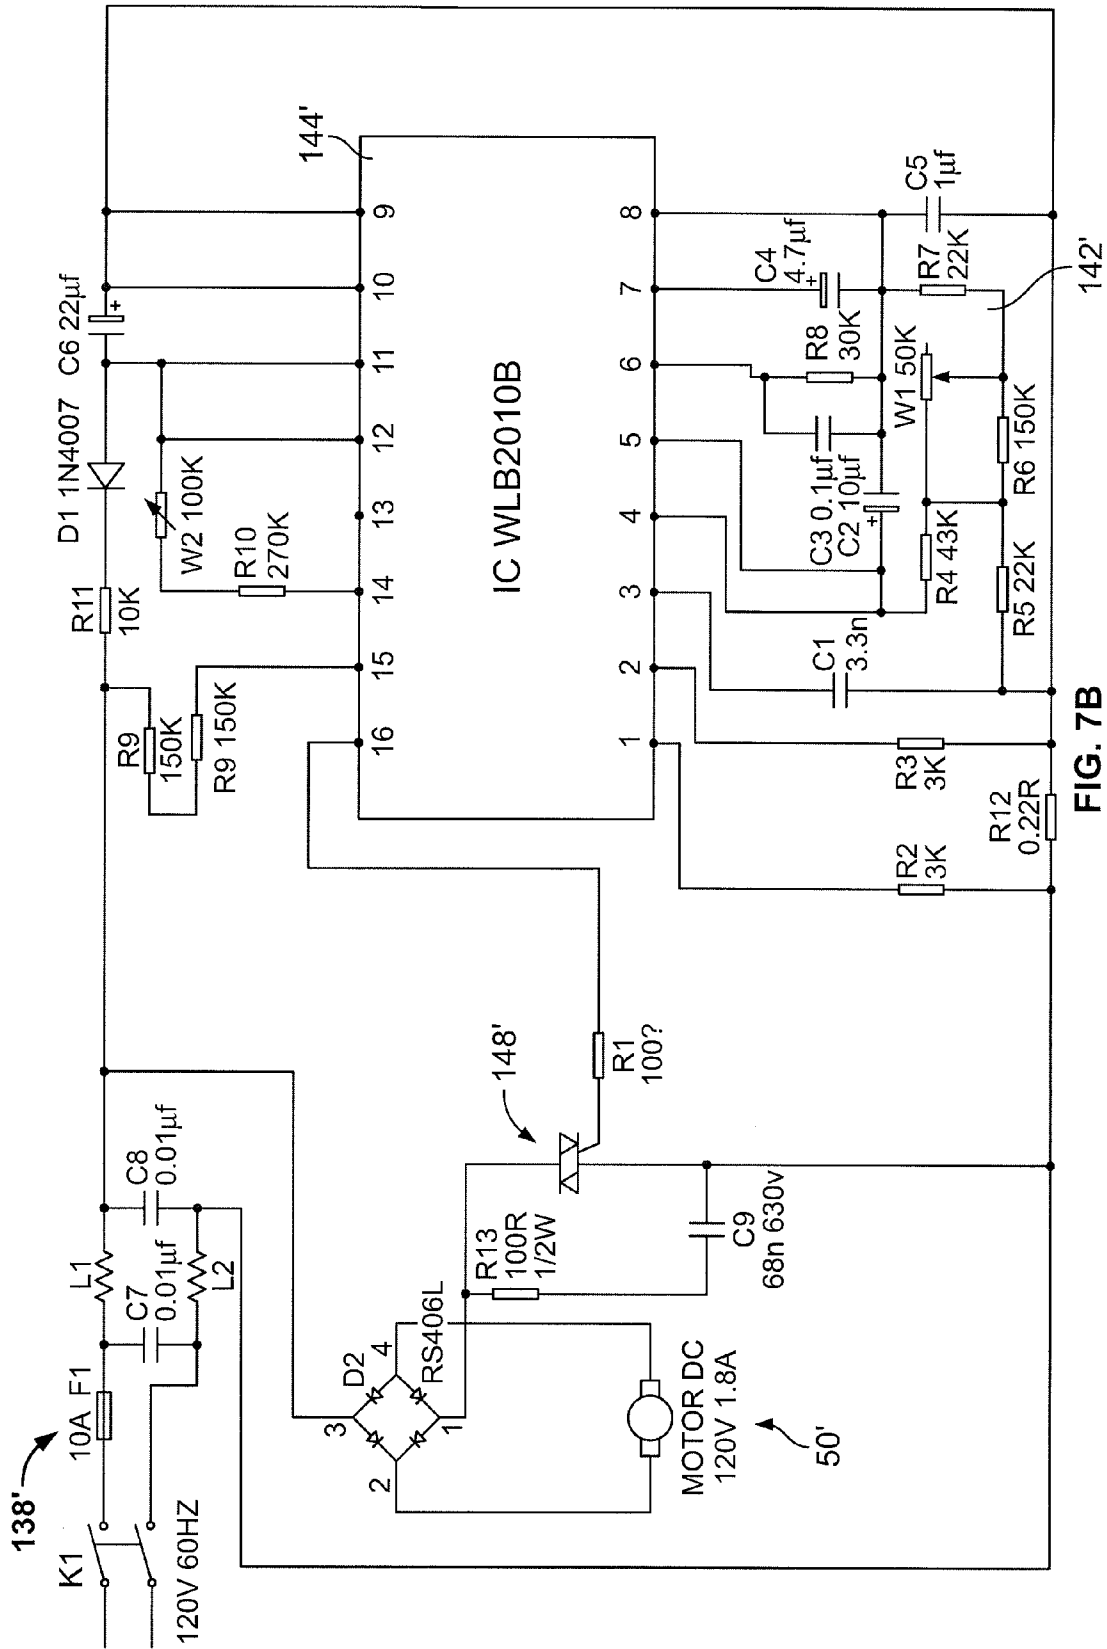 138'
K1
10A F1
120V 60HZ
L1
C7
0.01µf
C8
0.01µf
L2
R9
150K
R9 150K
R11
10K
D1 1N4007
C6 22µf
W2 100K
R10
270K
144'
16
15
14
13
12
11
10
9
IC WLB2010B
1
2
3
4
5
6
7
8
D2
3
4
2
1
RS406L
R13
100R
1/2W
148'
R1
100?
C9
68n 630v
MOTOR DC
120V 1.8A
50'
R2
3K
R3
3K
R12
0.22R
C1
3.3n
C3 0.1µf
C2 10µf
+
R8
30K
C4
4.7µf
+
+
R4 43K
R5 22K
W1 50K
R6 150K
R7
22K
C5
1µf
142'
FIG. 7B